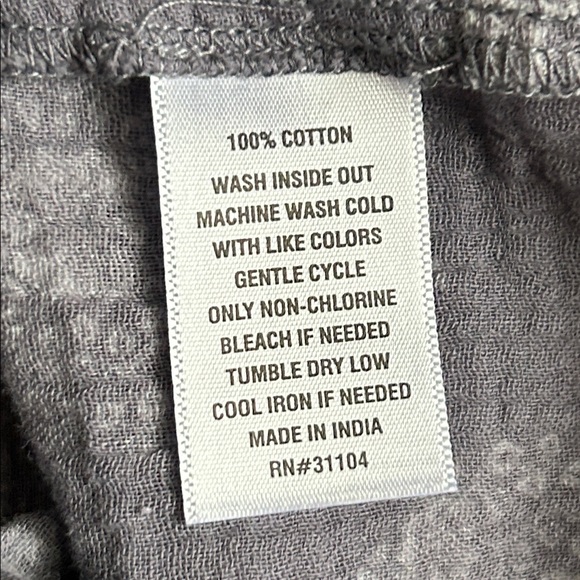 100% COTTON
WASH INSIDE OUT
MACHINE WASH COLD
WITH LIKE COLORS
GENTLE CYCLE
ONLY NON-CHLORINE
BLEACH IF NEEDED
TUMBLE DRY LOW
COOL IRON IF NEEDED
MADE IN INDIA
RN#31104